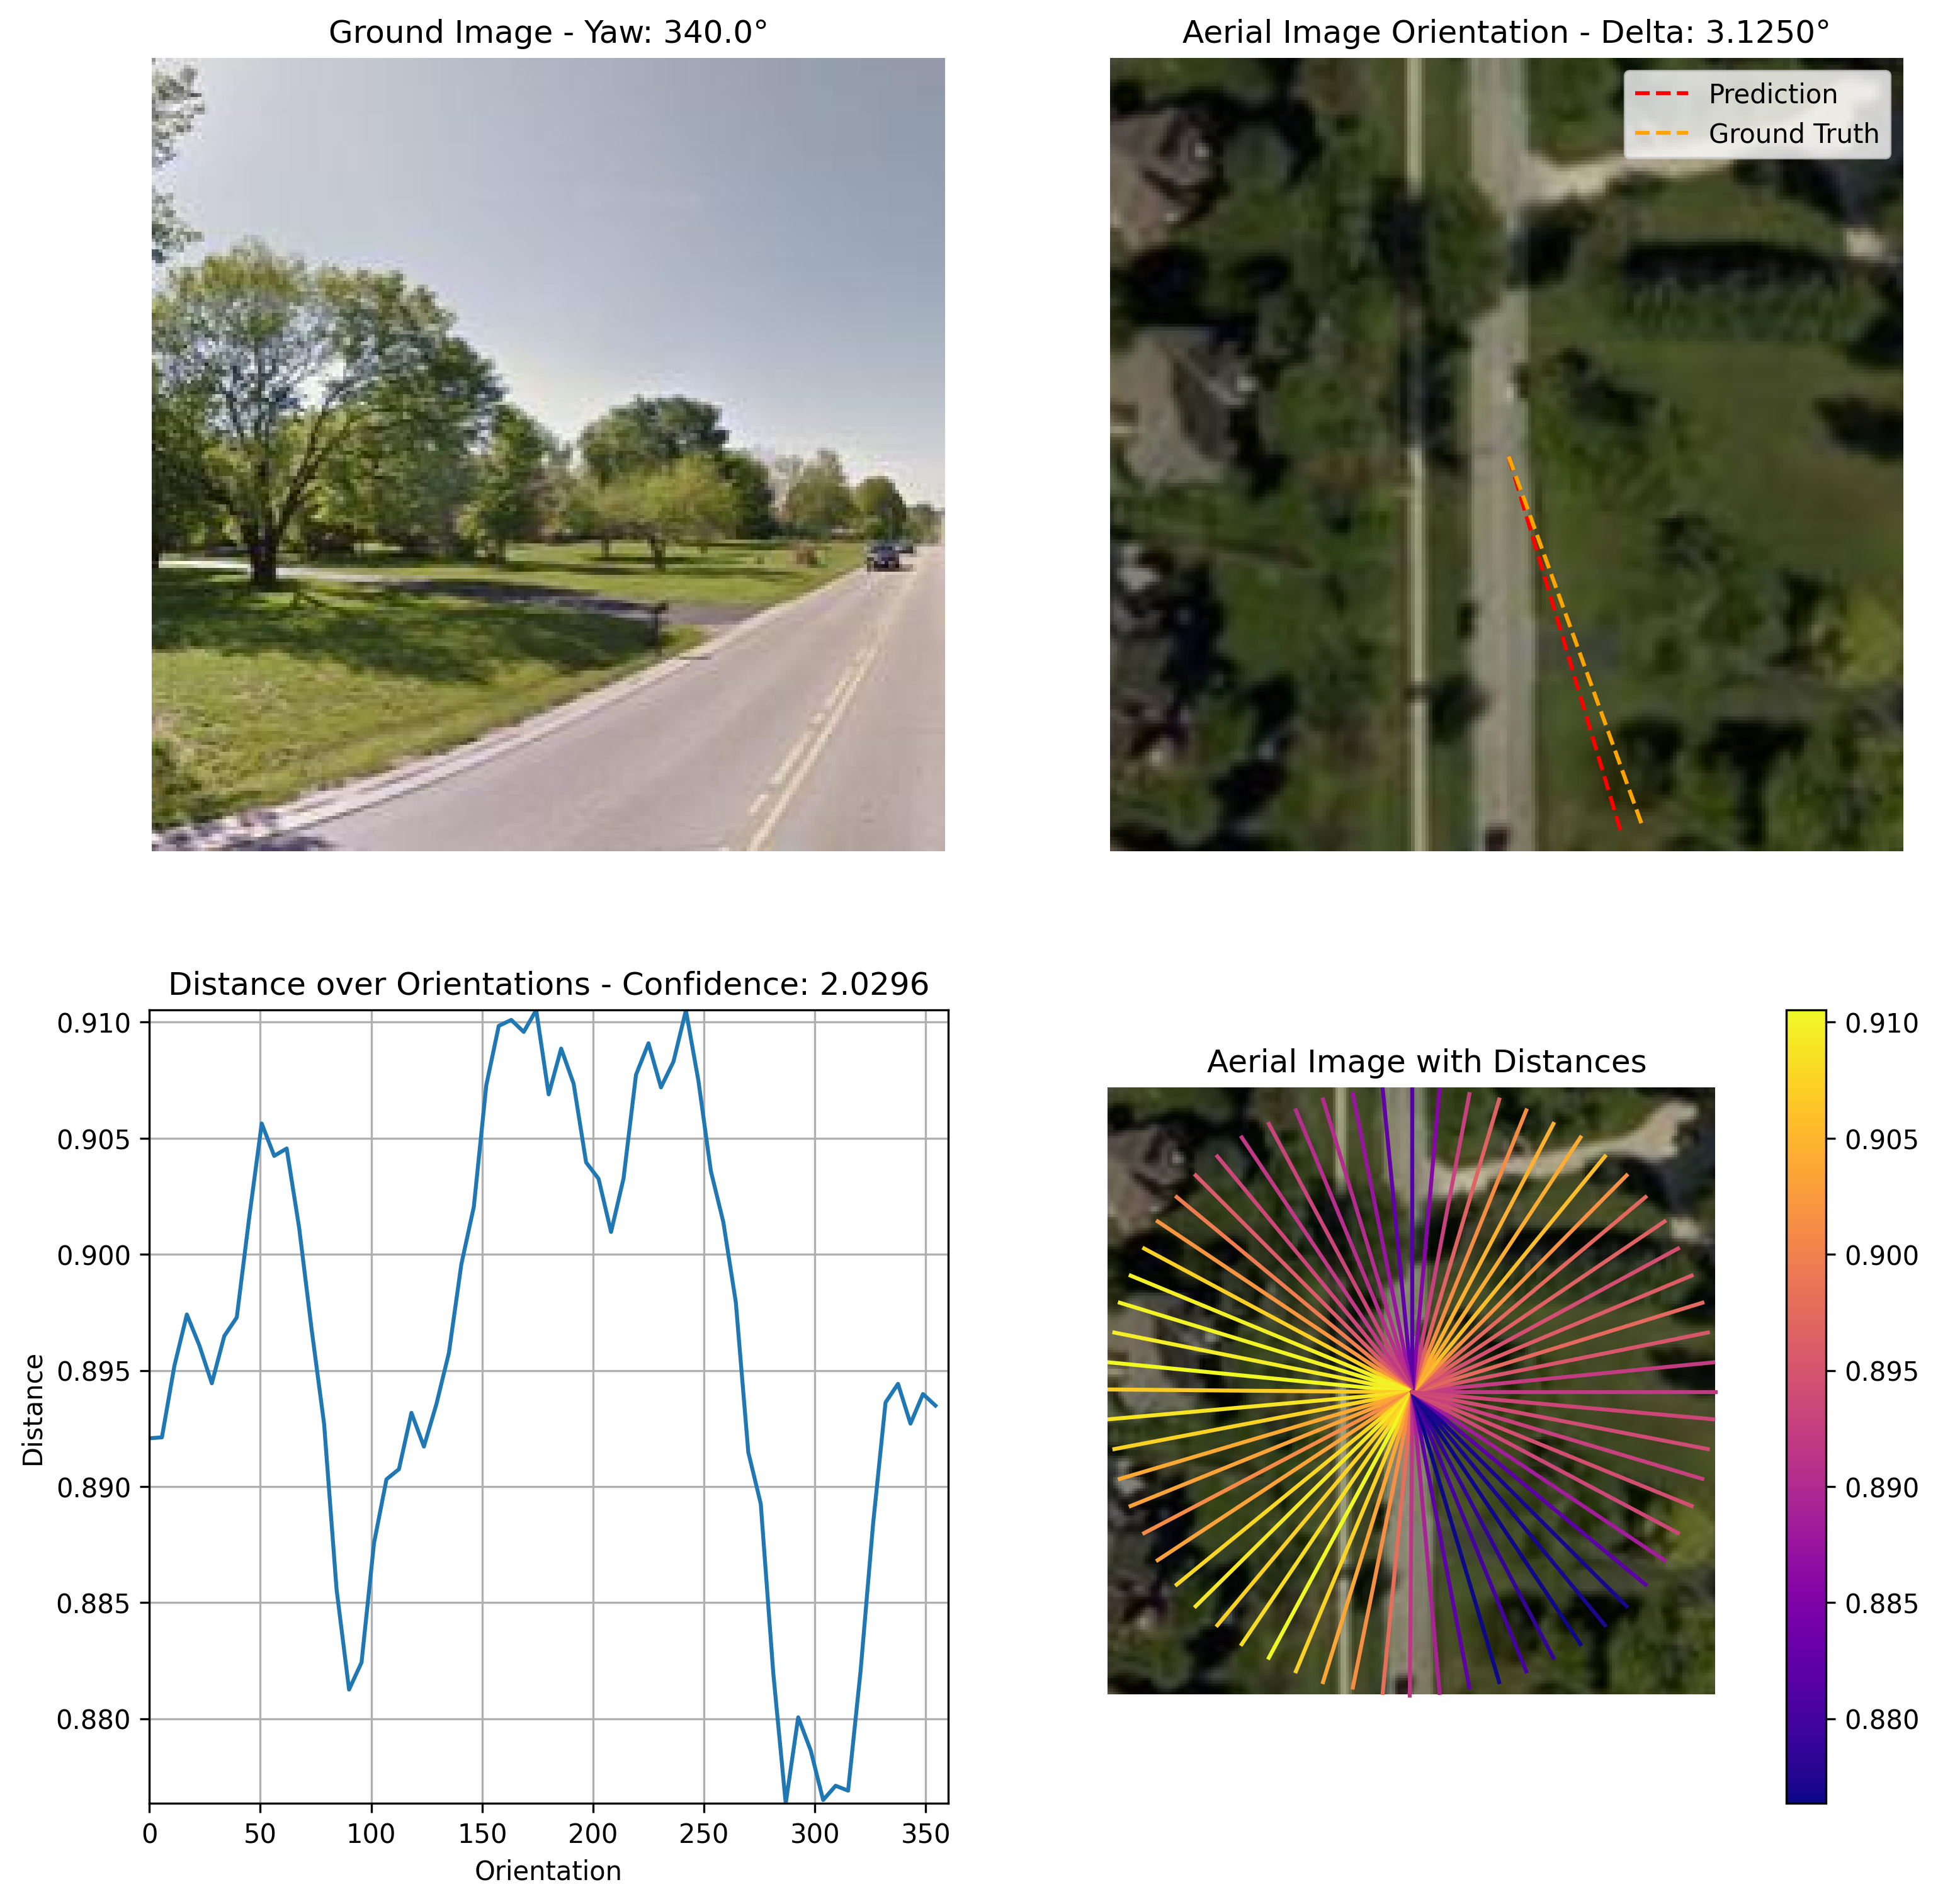 Ground Image - Yaw: 340.0°
Aerial Image Orientation - Delta: 3.1250°
Prediction
Ground Truth
Distance over Orientations - Confidence: 2.0296
0.910
0.905
0.900
0.895
0.890
0.885
0.880
Distance
0 50 100 150 200 250 300 350
Orientation
Aerial Image with Distances
0.910
0.905
0.900
0.895
0.890
0.885
0.880